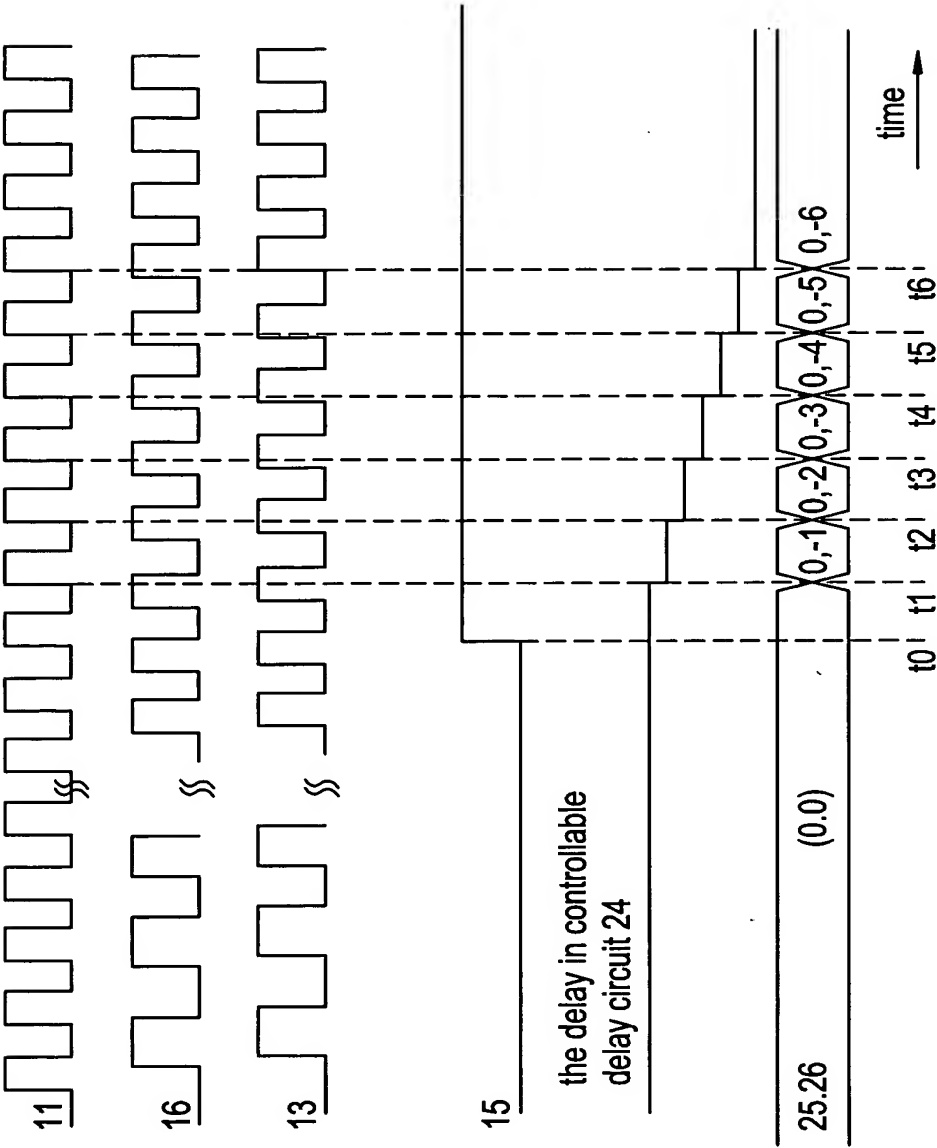 11
16
13
15
the delay in controllable
delay circuit 24
25.26
(0.0)
0,-1
0,-2
0,-3
0,-4
0,-5
0,-6
t0
t1
t2
t3
t4
t5
t6
time